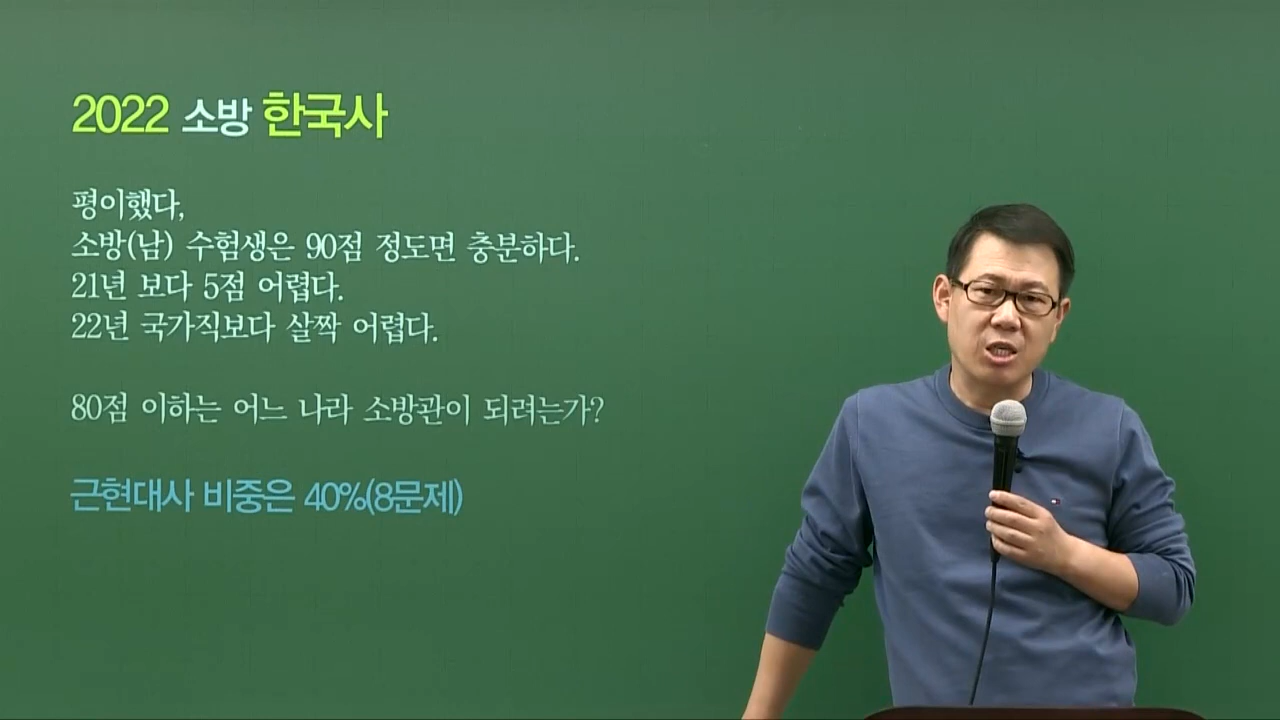 2022 소방 한국사
평이했다,
소방(남) 수험생은 90점 정도면 충분하다.
21년 보다 5점 어렵다.
22년 국가직보다 살짝 어렵다.
80점 이하는 어느 나라 소방관이 되려는가?
근현대사 비중은 40%(8문제)